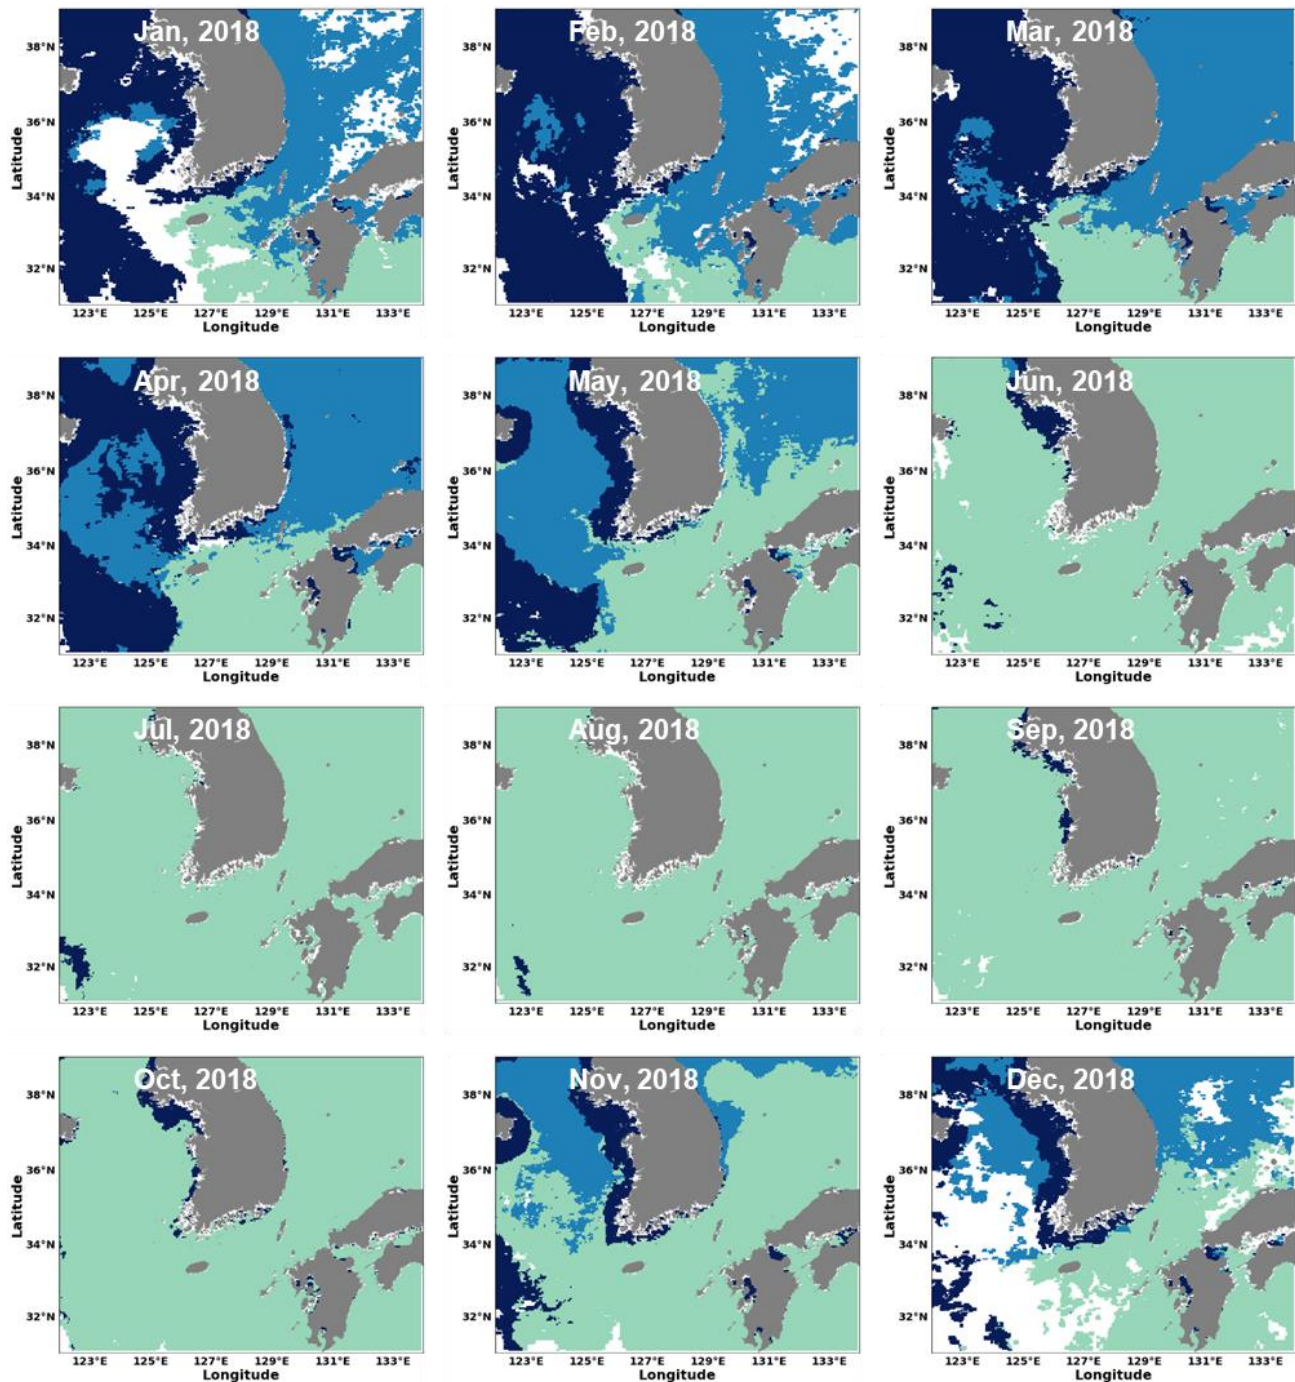 Jan, 2018
Feb, 2018
Mar, 2018
38°N
38°N
38°N
36°N
36°N
36°N
34°N
34°N
34°N
32°N
32°N
32°N
Latitude
Latitude
Latitude
123°E 125°E 127°E 129°E 131°E 133°E
123°E 125°E 127°E 129°E 131°E 133°E
123°E 125°E 127°E 129°E 131°E 133°E
Longitude
Longitude
Longitude
Apr, 2018
May, 2018
Jun, 2018
38°N
38°N
38°N
36°N
36°N
36°N
34°N
34°N
34°N
32°N
32°N
32°N
Latitude
Latitude
Latitude
123°E 125°E 127°E 129°E 131°E 133°E
123°E 125°E 127°E 129°E 131°E 133°E
123°E 125°E 127°E 129°E 131°E 133°E
Longitude
Longitude
Longitude
Jul, 2018
Aug, 2018
Sep, 2018
38°N
38°N
38°N
36°N
36°N
36°N
34°N
34°N
34°N
32°N
32°N
32°N
Latitude
Latitude
Latitude
123°E 125°E 127°E 129°E 131°E 133°E
123°E 125°E 127°E 129°E 131°E 133°E
123°E 125°E 127°E 129°E 131°E 133°E
Longitude
Longitude
Longitude
Oct, 2018
Nov, 2018
Dec, 2018
38°N
38°N
38°N
36°N
36°N
36°N
34°N
34°N
34°N
32°N
32°N
32°N
Latitude
Latitude
Latitude
123°E 125°E 127°E 129°E 131°E 133°E
123°E 125°E 127°E 129°E 131°E 133°E
123°E 125°E 127°E 129°E 131°E 133°E
Longitude
Longitude
Longitude